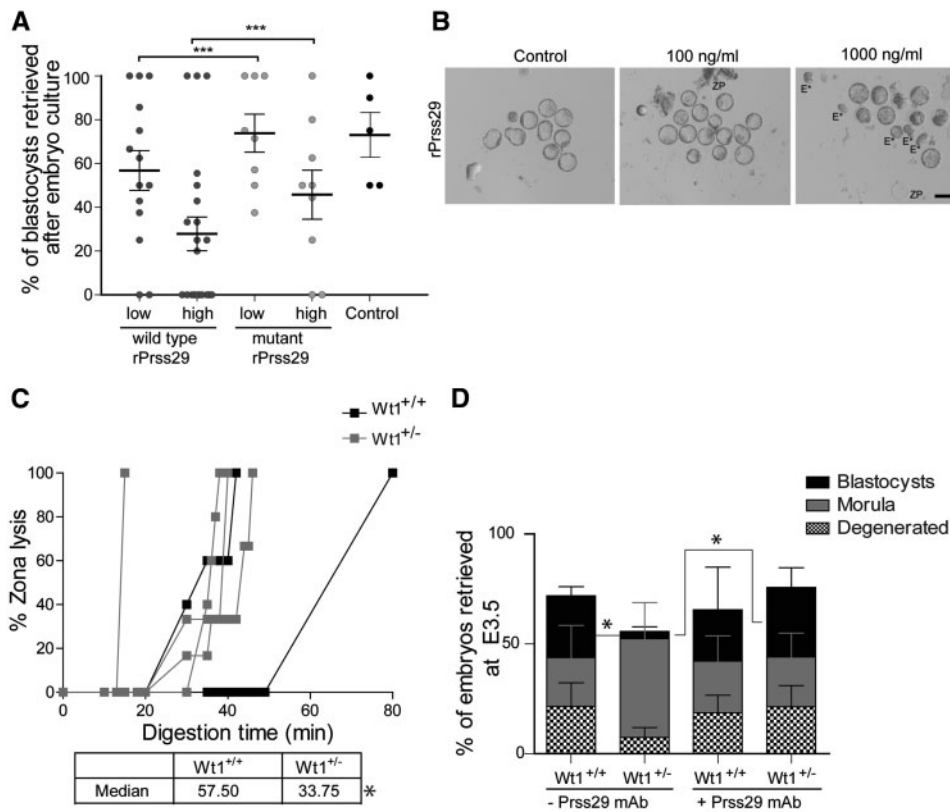 A
***
***
% of blastocysts retrieved
after embryo culture
100
80
60
40
20
0
low high low high Control
wild type rPrss29
mutant rPrss29
B
Control 100 ng/ml 1000 ng/ml
rPrss29
ZP
E*
E*
E*
E*
E*
ZP
C
Wt1+/+
Wt1+/-
% Zona lysis
100
80
60
40
20
0
0 20 40 60 80
Digestion time (min)
Wt1+/+ Wt1+/-
Median 57.50 33.75 *
D
Blastocysts
Morula
Degenerated
% of embryos retrieved
at E3.5
100
50
0
*
*
Wt1+/+ Wt1+/- Wt1+/+ Wt1+/-
- Prss29 mAb + Prss29 mAb